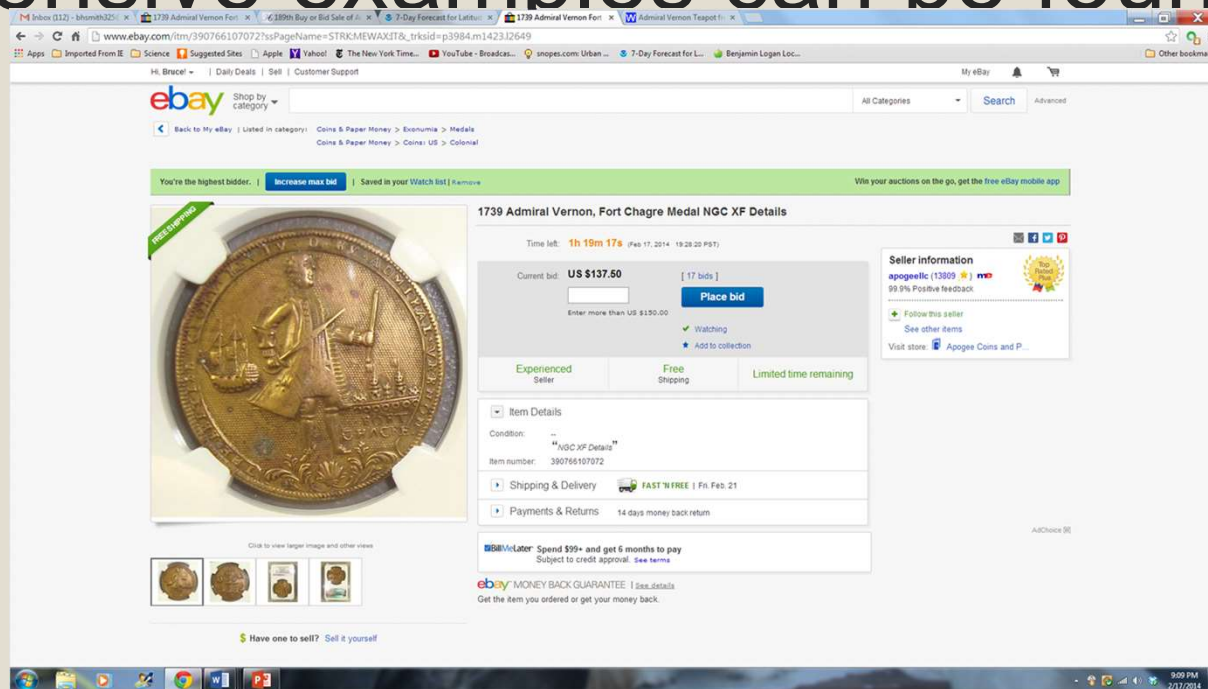 onsive examples can be foun
M Inbox (112) - bhsmith325
1739 Admiral Vernon Fort
189th Buy or Bid Sale of A
7-Day Forecast for Latitud
1739 Admiral Vernon Fort
Admiral Vernon Teapot fr
www.ebay.com/itm/390766107072?ssPageName=STRK:MEWAX:IT&_trksid=p3984.m1423.l2649
Apps Imported From IE Science Suggested Sites Apple Yahoo! The New York Time... YouTube - Broadcas... snopes.com: Urban ... 7-Day Forecast for L... Benjamin Logan Loc... Other bookma
Hi, Bruce! | Daily Deals | Sell | Customer Support My eBay
ebay Shop by category All Categories Search Advanced
Back to My eBay | Listed in category: Coins & Paper Money > Exonumia > Medals
Coins & Paper Money > Coins: US > Colonial
You're the highest bidder. | Increase max bid | Saved in your Watch list | Remove Win your auctions on the go, get the free eBay mobile app
FREE SHIPPING
FORT
CHAGRE
1739 Admiral Vernon, Fort Chagre Medal NGC XF Details
Time left: 1h 19m 17s (Feb 17, 2014 19:28:20 PST)
Current bid: US $137.50 [ 17 bids ]
Place bid
Enter more than US $150.00
Watching
Add to collection
Experienced Seller
Free Shipping
Limited time remaining
Seller information
apogeellc (13809 ) me
99.9% Positive feedback
Top Rated Plus
Follow this seller
See other items
Visit store: Apogee Coins and P...
Item Details
Condition: --
"NGC XF Details"
Item number: 390766107072
Shipping & Delivery FAST 'N FREE | Fri. Feb. 21
Payments & Returns 14 days money back return
AdChoice
Click to view larger image and other views
BillMeLater Spend $99+ and get 6 months to pay
Subject to credit approval. See terms
ebay MONEY BACK GUARANTEE | See details
Get the item you ordered or get your money back.
$ Have one to sell? Sell it yourself
9:09 PM
2/17/2014